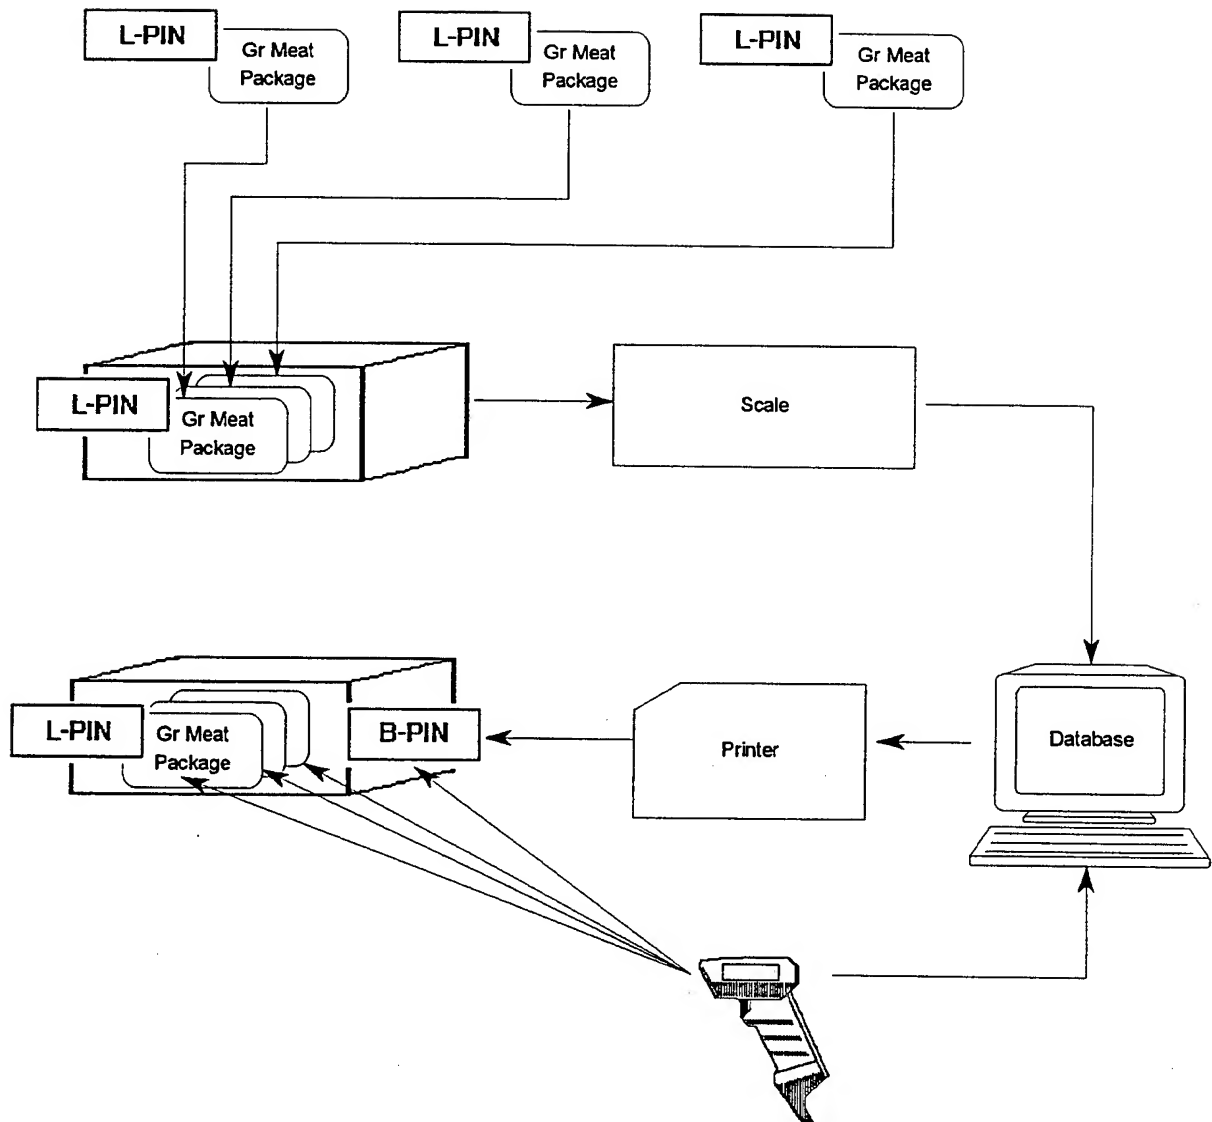 L-PIN
Gr Meat
Package
L-PIN
Gr Meat
Package
L-PIN
Gr Meat
Package
L-PIN
Gr Meat
Package
Scale
L-PIN
Gr Meat
Package
B-PIN
Printer
Database